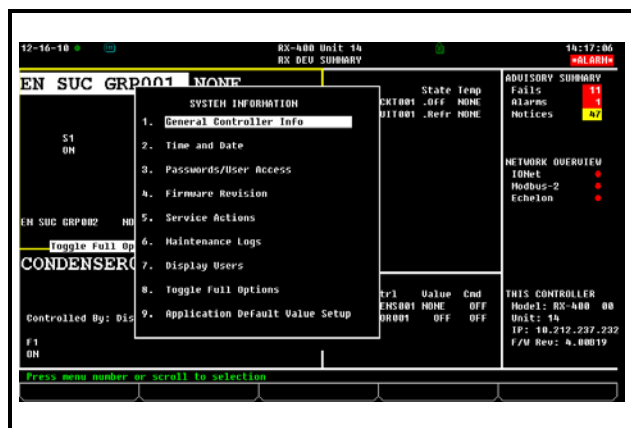 12-16-10
RX-400 Unit 14
14:17:06
RX DEV SUMMARY
*ALARM*
EN SUC GRP001 NONE
State Temp
CKT001 .Off NONE
UIT001 .Refr NONE
ADVISORY SUMMARY
Fails 11
Alarms 1
Notices 47
S1
ON
SYSTEM INFORMATION
1. General Controller Info
2. Time and Date
3. Passwords/User Access
4. Firmware Revision
5. Service Actions
6. Maintenance Logs
7. Display Users
8. Toggle Full Options
9. Application Default Value Setup
NETWORK OVERVIEW
IONet
Modbus-2
Echelon
EN SUC GRP002 NO
Toggle Full Op
CONDENSER
Controlled By: Dis
F1
ON
trl Value Cmd
ENS001 NONE OFF
OR001 OFF OFF
THIS CONTROLLER
Model: RX-400 00
Unit: 14
IP: 10.212.237.232
F/W Rev: 4.00B19
Press menu number or scroll to selection